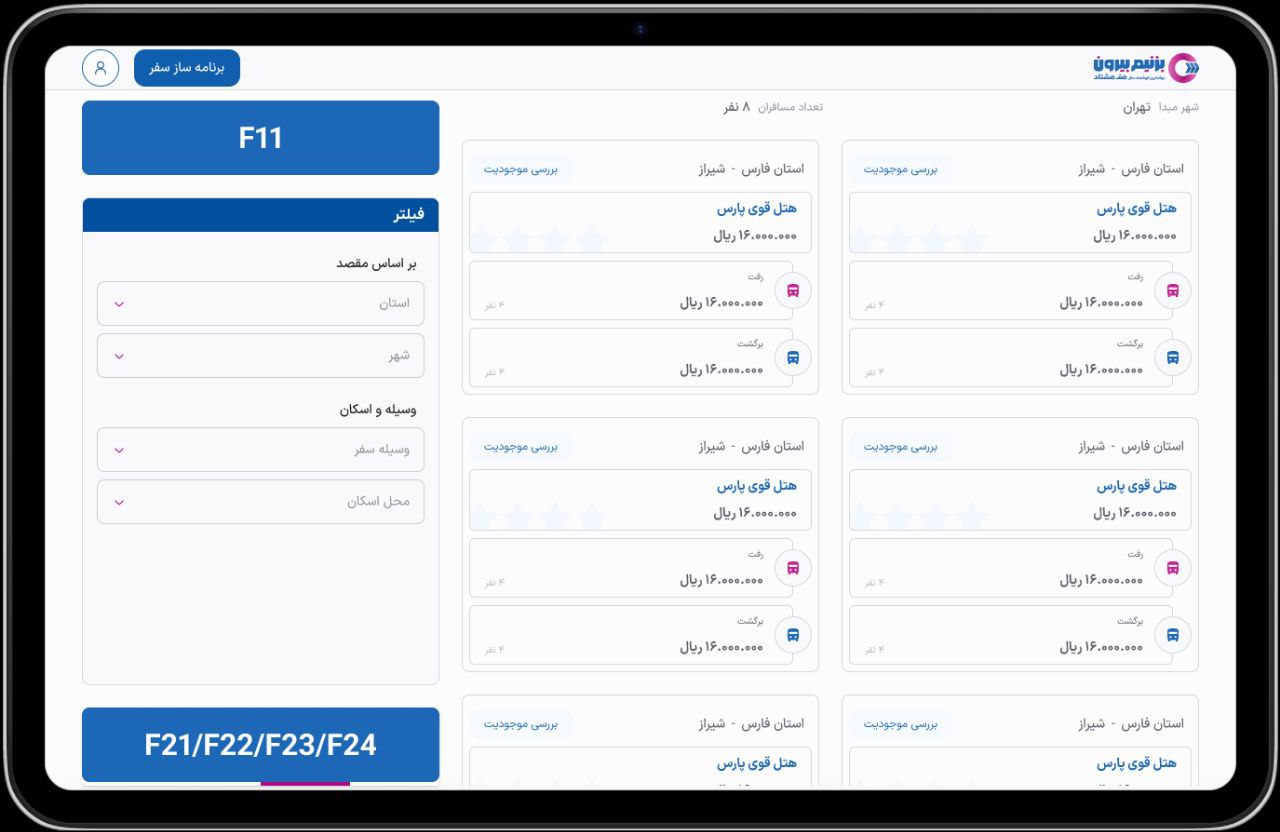 بزنیم بیرون
برنامه ساز سفر
شهر مبدا تهران
تعداد مسافران ۸ نفر
F11
استان فارس - شیراز
بررسی موجودیت
هتل قوی پارس
۱۶.۰۰۰.۰۰۰ ریال
رفت
۱۶.۰۰۰.۰۰۰ ریال
۴ نفر
برگشت
۱۶.۰۰۰.۰۰۰ ریال
۴ نفر
استان فارس - شیراز
بررسی موجودیت
هتل قوی پارس
۱۶.۰۰۰.۰۰۰ ریال
رفت
۱۶.۰۰۰.۰۰۰ ریال
۴ نفر
برگشت
۱۶.۰۰۰.۰۰۰ ریال
۴ نفر
فیلتر
بر اساس مقصد
استان
شهر
وسیله و اسکان
وسیله سفر
محل اسکان
استان فارس - شیراز
بررسی موجودیت
هتل قوی پارس
۱۶.۰۰۰.۰۰۰ ریال
رفت
۱۶.۰۰۰.۰۰۰ ریال
۴ نفر
برگشت
۱۶.۰۰۰.۰۰۰ ریال
۴ نفر
استان فارس - شیراز
بررسی موجودیت
هتل قوی پارس
۱۶.۰۰۰.۰۰۰ ریال
رفت
۱۶.۰۰۰.۰۰۰ ریال
۴ نفر
برگشت
۱۶.۰۰۰.۰۰۰ ریال
۴ نفر
استان فارس - شیراز
بررسی موجودیت
هتل قوی پارس
استان فارس - شیراز
بررسی موجودیت
هتل قوی پارس
F21/F22/F23/F24